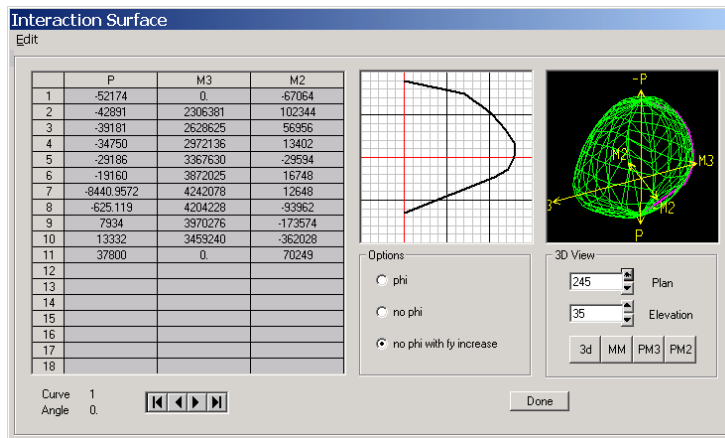 Interaction Surface
Edit
P M3 M2
1 -52174 0. -67064
2 -42891 2306381 102344
3 -39181 2628625 56956
4 -34750 2972136 13402
5 -29186 3367630 -29594
6 -19160 3872025 16748
7 -8440.9572 4242078 12648
8 -625.119 4204228 -93962
9 7934 3970276 -173574
10 13332 3459240 -362028
11 37800 0. 70249
12
13
14
15
16
17
18
Curve 1
Angle 0.
Options
phi
no phi
no phi with fy increase
-P
M2
M3
3
M2
P
3D View
245 Plan
35 Elevation
3d MM PM3 PM2
Done